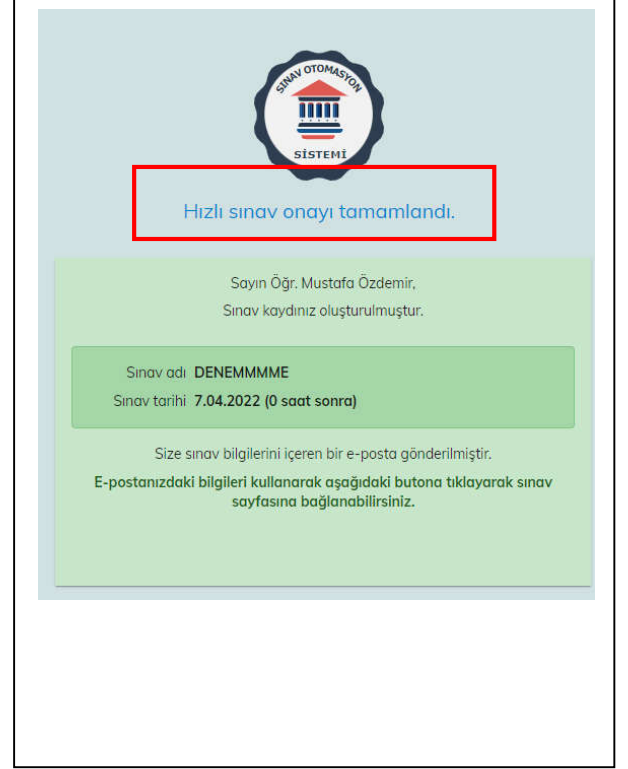 SINAV OTOMASYON
SİSTEMİ
Hızlı sınav onayı tamamlandı.
Sayın Öğr. Mustafa Özdemir,
Sınav kaydınız oluşturulmuştur.
Sınav adı DENEMMMME
Sınav tarihi 7.04.2022 (0 saat sonra)
Size sınav bilgilerini içeren bir e-posta gönderilmiştir.
E-postanızdaki bilgileri kullanarak aşağıdaki butona tıklayarak sınav
sayfasına bağlanabilirsiniz.